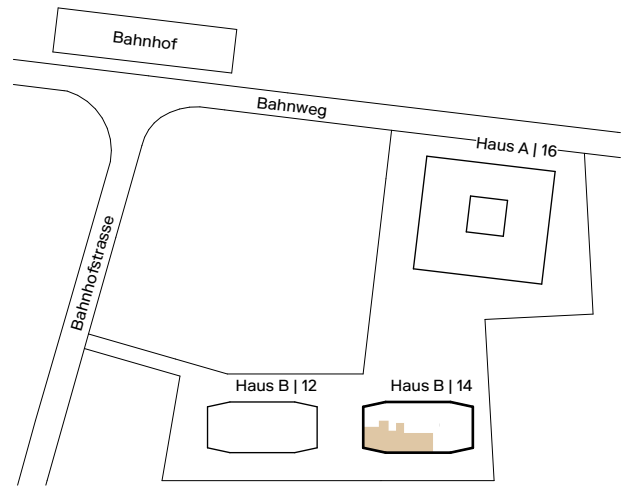 Bahnhof
Bahnweg
Haus A | 16
Bahnhofstrasse
Haus B | 12
Haus B | 14